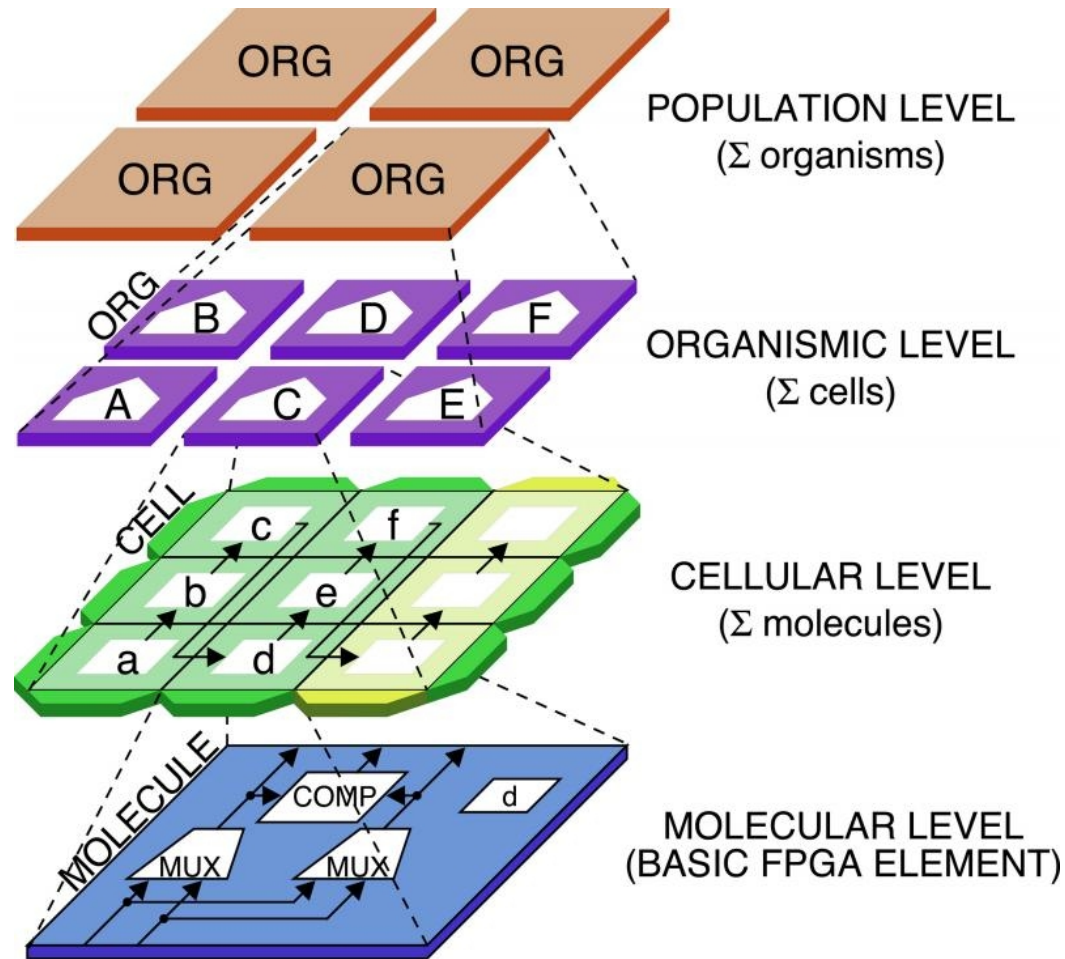 ORG
ORG
ORG
ORG
POPULATION LEVEL
(Σ organisms)
ORG
B
D
F
A
C
E
ORGANISMIC LEVEL
(Σ cells)
CELL
c
f
b
e
a
d
CELLULAR LEVEL
(Σ molecules)
MOLECULE
COMP
d
MUX
MUX
MOLECULAR LEVEL
(BASIC FPGA ELEMENT)